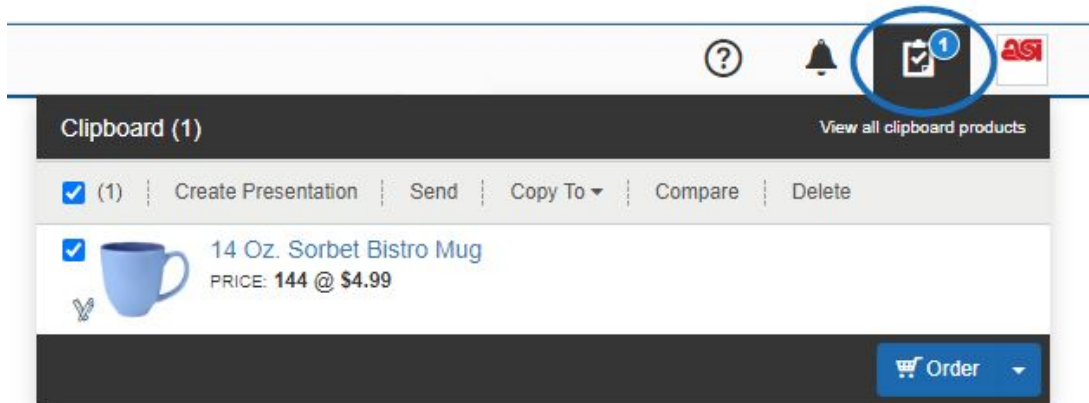 ? 1 asi
Clipboard (1) View all clipboard products
(1) Create Presentation Send Copy To Compare Delete
14 Oz. Sorbet Bistro Mug
PRICE: 144 @ $4.99
Order